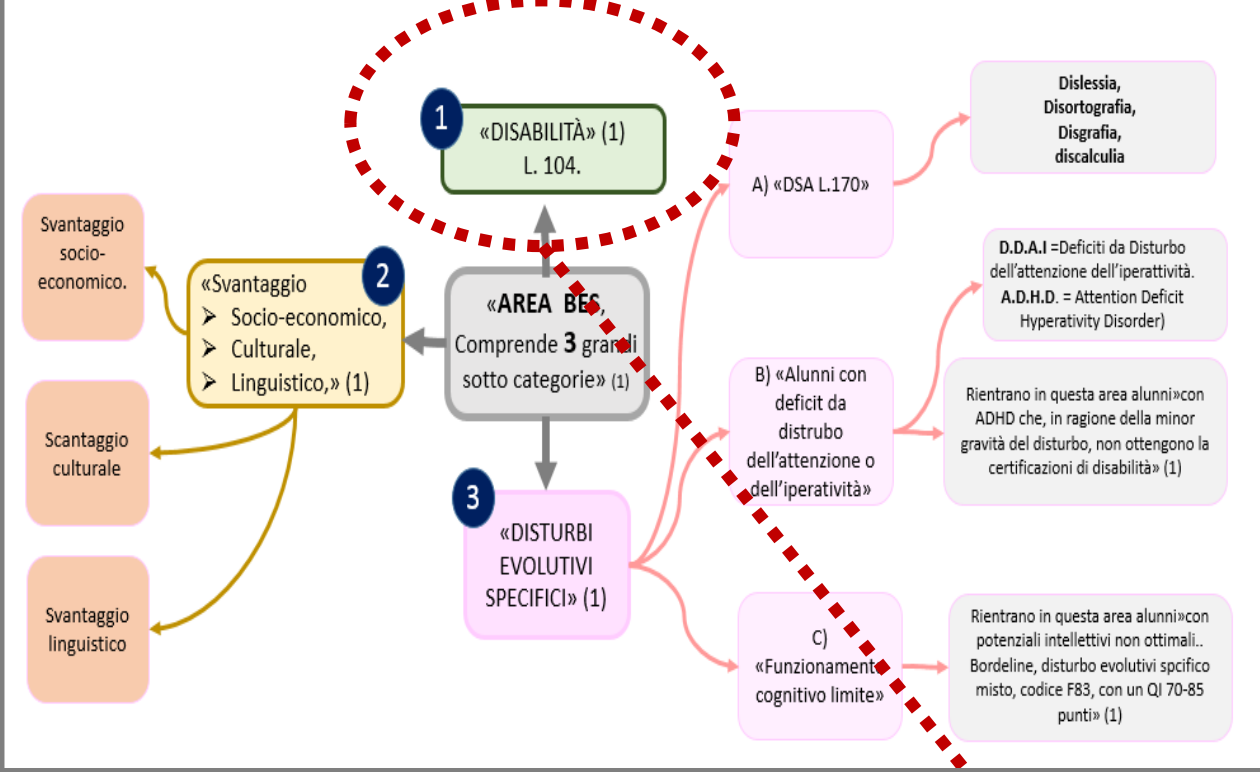 1
«DISABILITÀ» (1)
L. 104.
«AREA BES,
Comprende 3 grandi
sotto categorie» (1)
2
«Svantaggio
➢ Socio-economico,
➢ Culturale,
➢ Linguistico,» (1)
Svantaggio
socio-
economico.
Scantaggio
culturale
Svantaggio
linguistico
3
«DISTURBI
EVOLUTIVI
SPECIFICI» (1)
A) «DSA L.170»
Dislessia,
Disortografia,
Disgrafia,
discalculia
B) «Alunni con
deficit da
distrubo
dell'attenzione o
dell'iperatività»
D.D.A.I =Deficiti da Disturbo
dell'attenzione dell'iperattività.
A.D.H.D. = Attention Deficit
Hyperativity Disorder)
Rientrano in questa area alunni»con
ADHD che, in ragione della minor
gravità del disturbo, non ottengono la
certificazioni di disabilità» (1)
C)
«Funzionamento
cognitivo limite»
Rientrano in questa area alunni»con
potenziali intellettivi non ottimali..
Bordeline, disturbo evolutivi spcifico
misto, codice F83, con un QI 70-85
punti» (1)